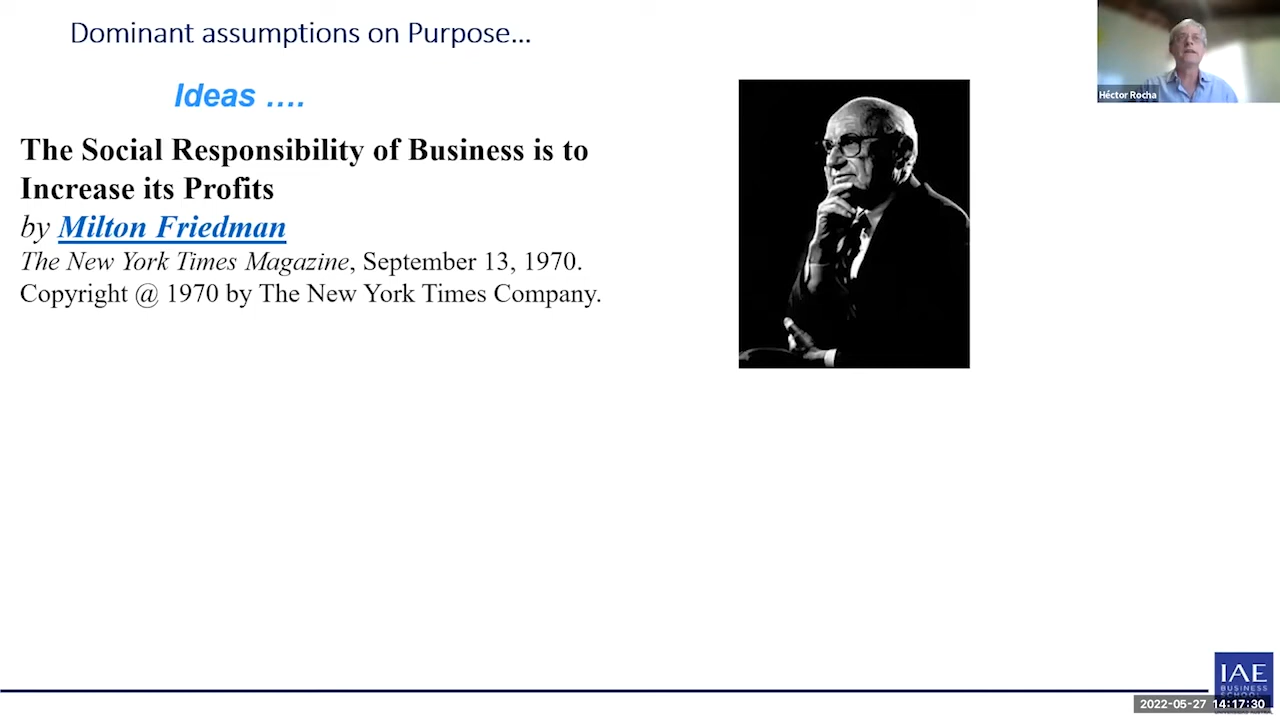 Dominant assumptions on Purpose...
Ideas ....
The Social Responsibility of Business is to
Increase its Profits
by Milton Friedman
The New York Times Magazine, September 13, 1970.
Copyright @ 1970 by The New York Times Company.
Héctor Rocha
IAE
BUSINESS
SCHOOL
2022-05-27 14:17:30